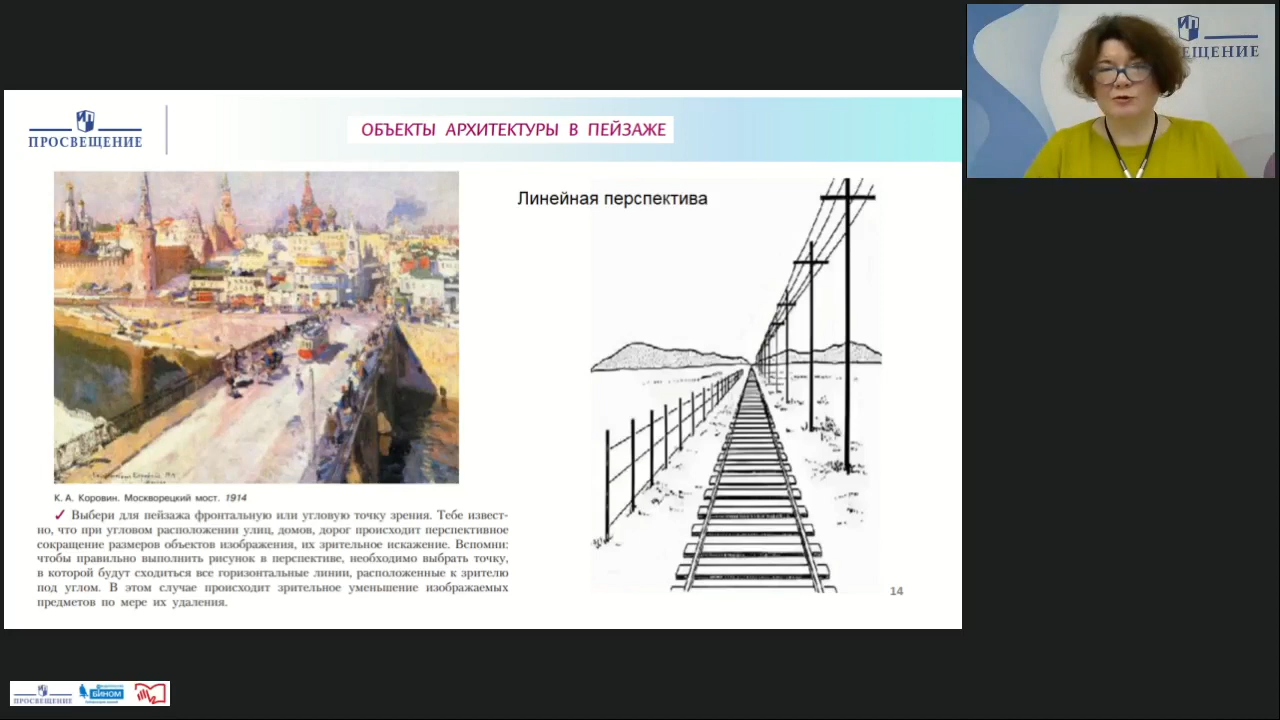 ЕЩЕНИЕ
ПРОСВЕЩЕНИЕ
ОБЪЕКТЫ АРХИТЕКТУРЫ В ПЕЙЗАЖЕ
Линейная перспектива
К. А. Коровин. Москворецкий мост. 1914
✓ Выбери для пейзажа фронтальную или угловую точку зрения. Тебе извест-
но, что при угловом расположении улиц, домов, дорог происходит перспективное
сокращение размеров объектов изображения, их зрительное искажение. Вспомни:
чтобы правильно выполнить рисунок в перспективе, необходимо выбрать точку,
в которой будут сходиться все горизонтальные линии, расположенные к зрителю
под углом. В этом случае происходит зрительное уменьшение изображаемых
предметов по мере их удаления.
14
ПРОСВЕЩЕНИЕ
БИНОМ